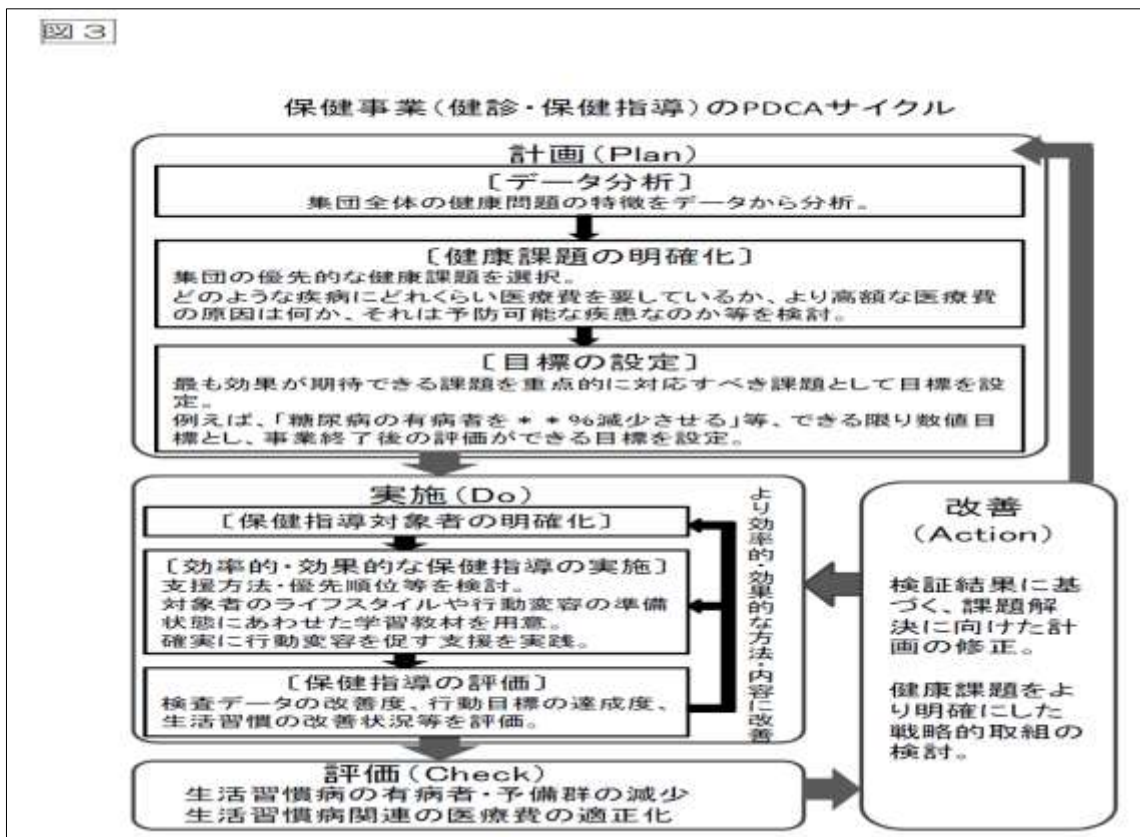 図3
保健事業(健診・保健指導)のPDCAサイクル
計画(Plan)
[データ分析]
集団全体の健康問題の特徴をデータから分析。
[健康課題の明確化]
集団の優先的な健康課題を選択。
どのような疾病にどれくらい医療費を要しているか、より高額な医療費
の原因は何か、それは予防可能な疾患なのか等を検討。
[目標の設定]
最も効果が期待できる課題を重点的に対応すべき課題として目標を設
定。
例えば、「糖尿病の有病者を**%減少させる」等、できる限り数値目
標とし、事業終了後の評価ができる目標を設定。
実施(Do)
[保健指導対象者の明確化]
[効率的・効果的な保健指導の実施]
支援方法・優先順位等を検討。
対象者のライフスタイルや行動変容の準備
状態にあわせた学習教材を用意。
確実に行動変容を促す支援を実践。
[保健指導の評価]
検査データの改善度、行動目標の達成度、
生活習慣の改善状況等を評価。
より効率的・効果的な方法・内容に改善
評価(Check)
生活習慣病の有病者・予備群の減少
生活習慣病関連の医療費の適正化
改善
(Action)
検証結果に基
づく、課題解
決に向けた計
画の修正。
健康課題をよ
り明確にした
戦略的取組の
検討。